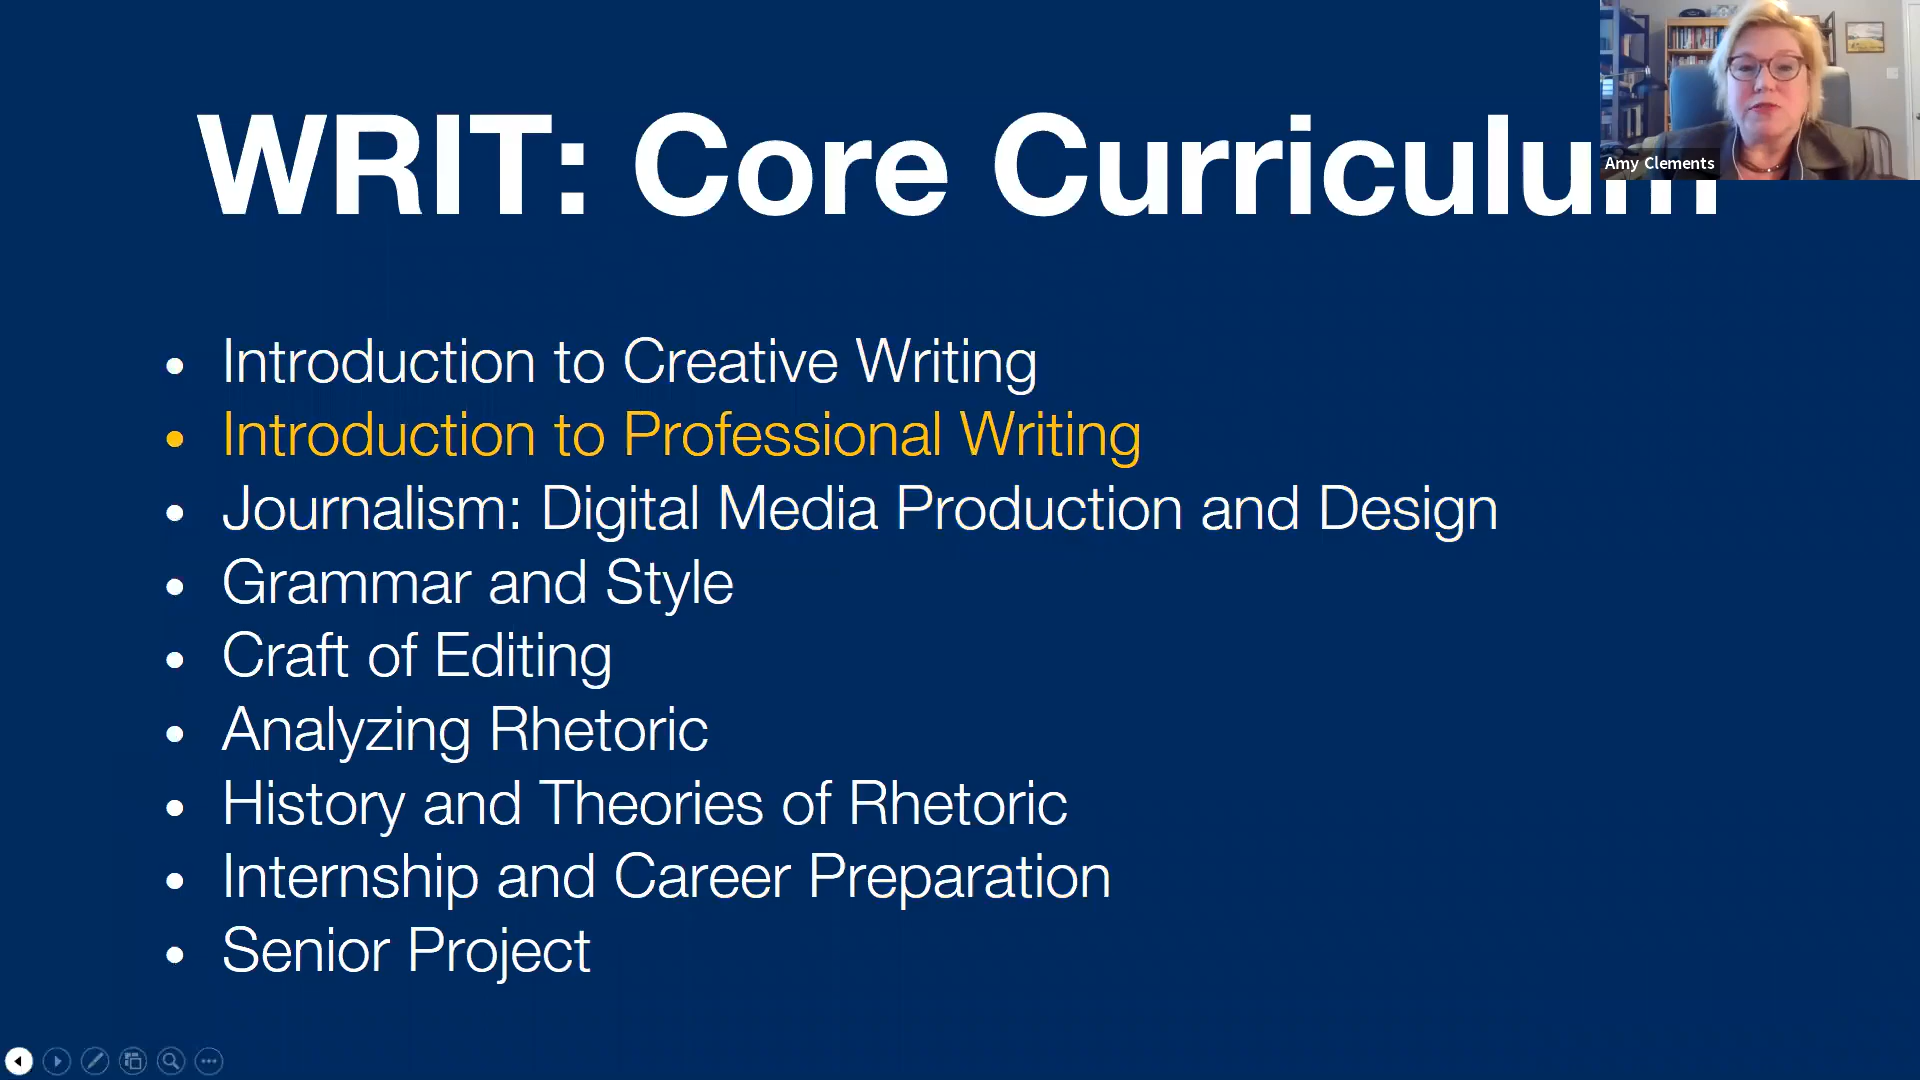 WRIT: Core Curriculum
Amy Clements
• Introduction to Creative Writing
• Introduction to Professional Writing
• Journalism: Digital Media Production and Design
• Grammar and Style
• Craft of Editing
• Analyzing Rhetoric
• History and Theories of Rhetoric
• Internship and Career Preparation
• Senior Project